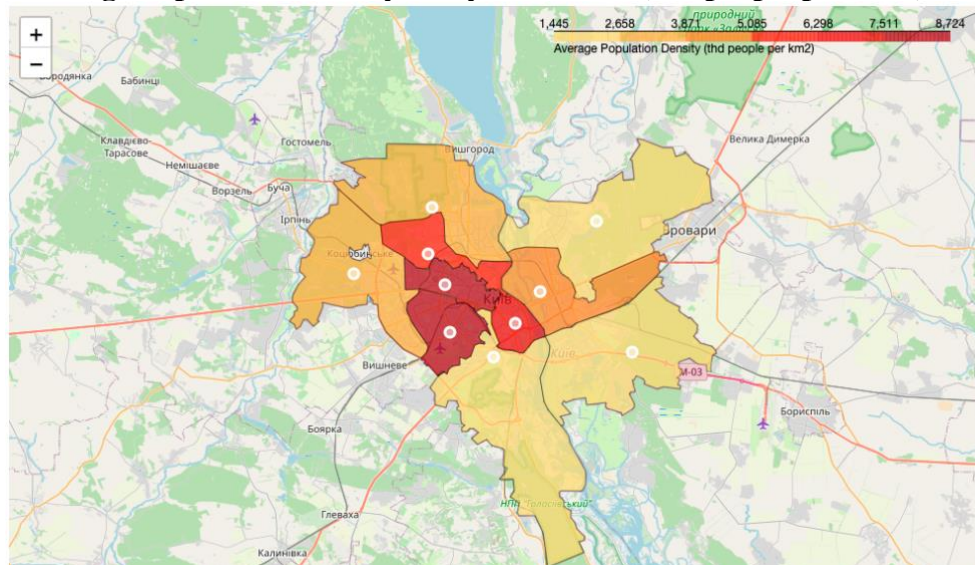 1,445 2,658 3,871 5,085 6,298 7,511 8,724
Average Population Density (thd people per km2)
природний
+
−
Бабинці
Велика Димерка
Клавдієво-
Тарасове
Гостомель
Вишгород
Немішаєве
Ворзель
Буча
Ірпінь
Бровари
Київ
Київ
Вишневе
М-03
Бориспіль
Боярка
НПП "Голосіївський"
Глеваха
Калинівка